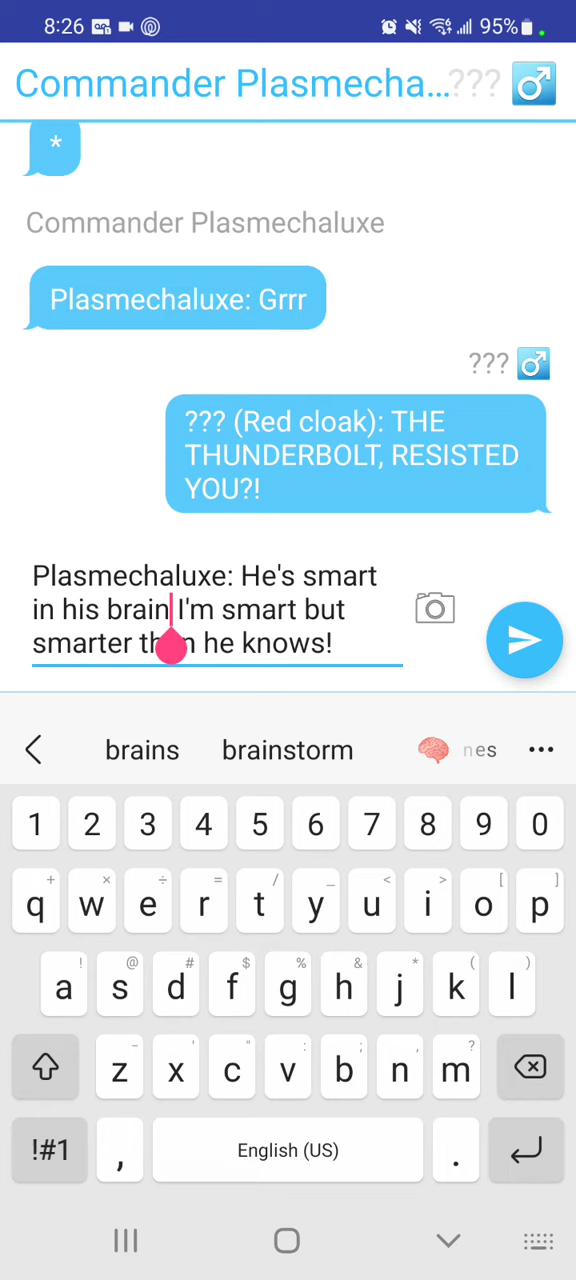 8:26 95%
Commander Plasmecha...???
*
Commander Plasmechaluxe
Plasmechaluxe: Grrr
???
??? (Red cloak): THE
THUNDERBOLT, RESISTED
YOU?!
Plasmechaluxe: He's smart
in his brain I'm smart but
smarter he knows!
brains brainstorm nes •••
1 2 3 4 5 6 7 8 9 0
+ × ÷ = / _ < > [ ]
q w e r t y u i o p
! @ # $ % ^ & * ( )
a s d f g h j k l
- ' " : ; , ?
z x c v b n m
!#1 , English (US) .